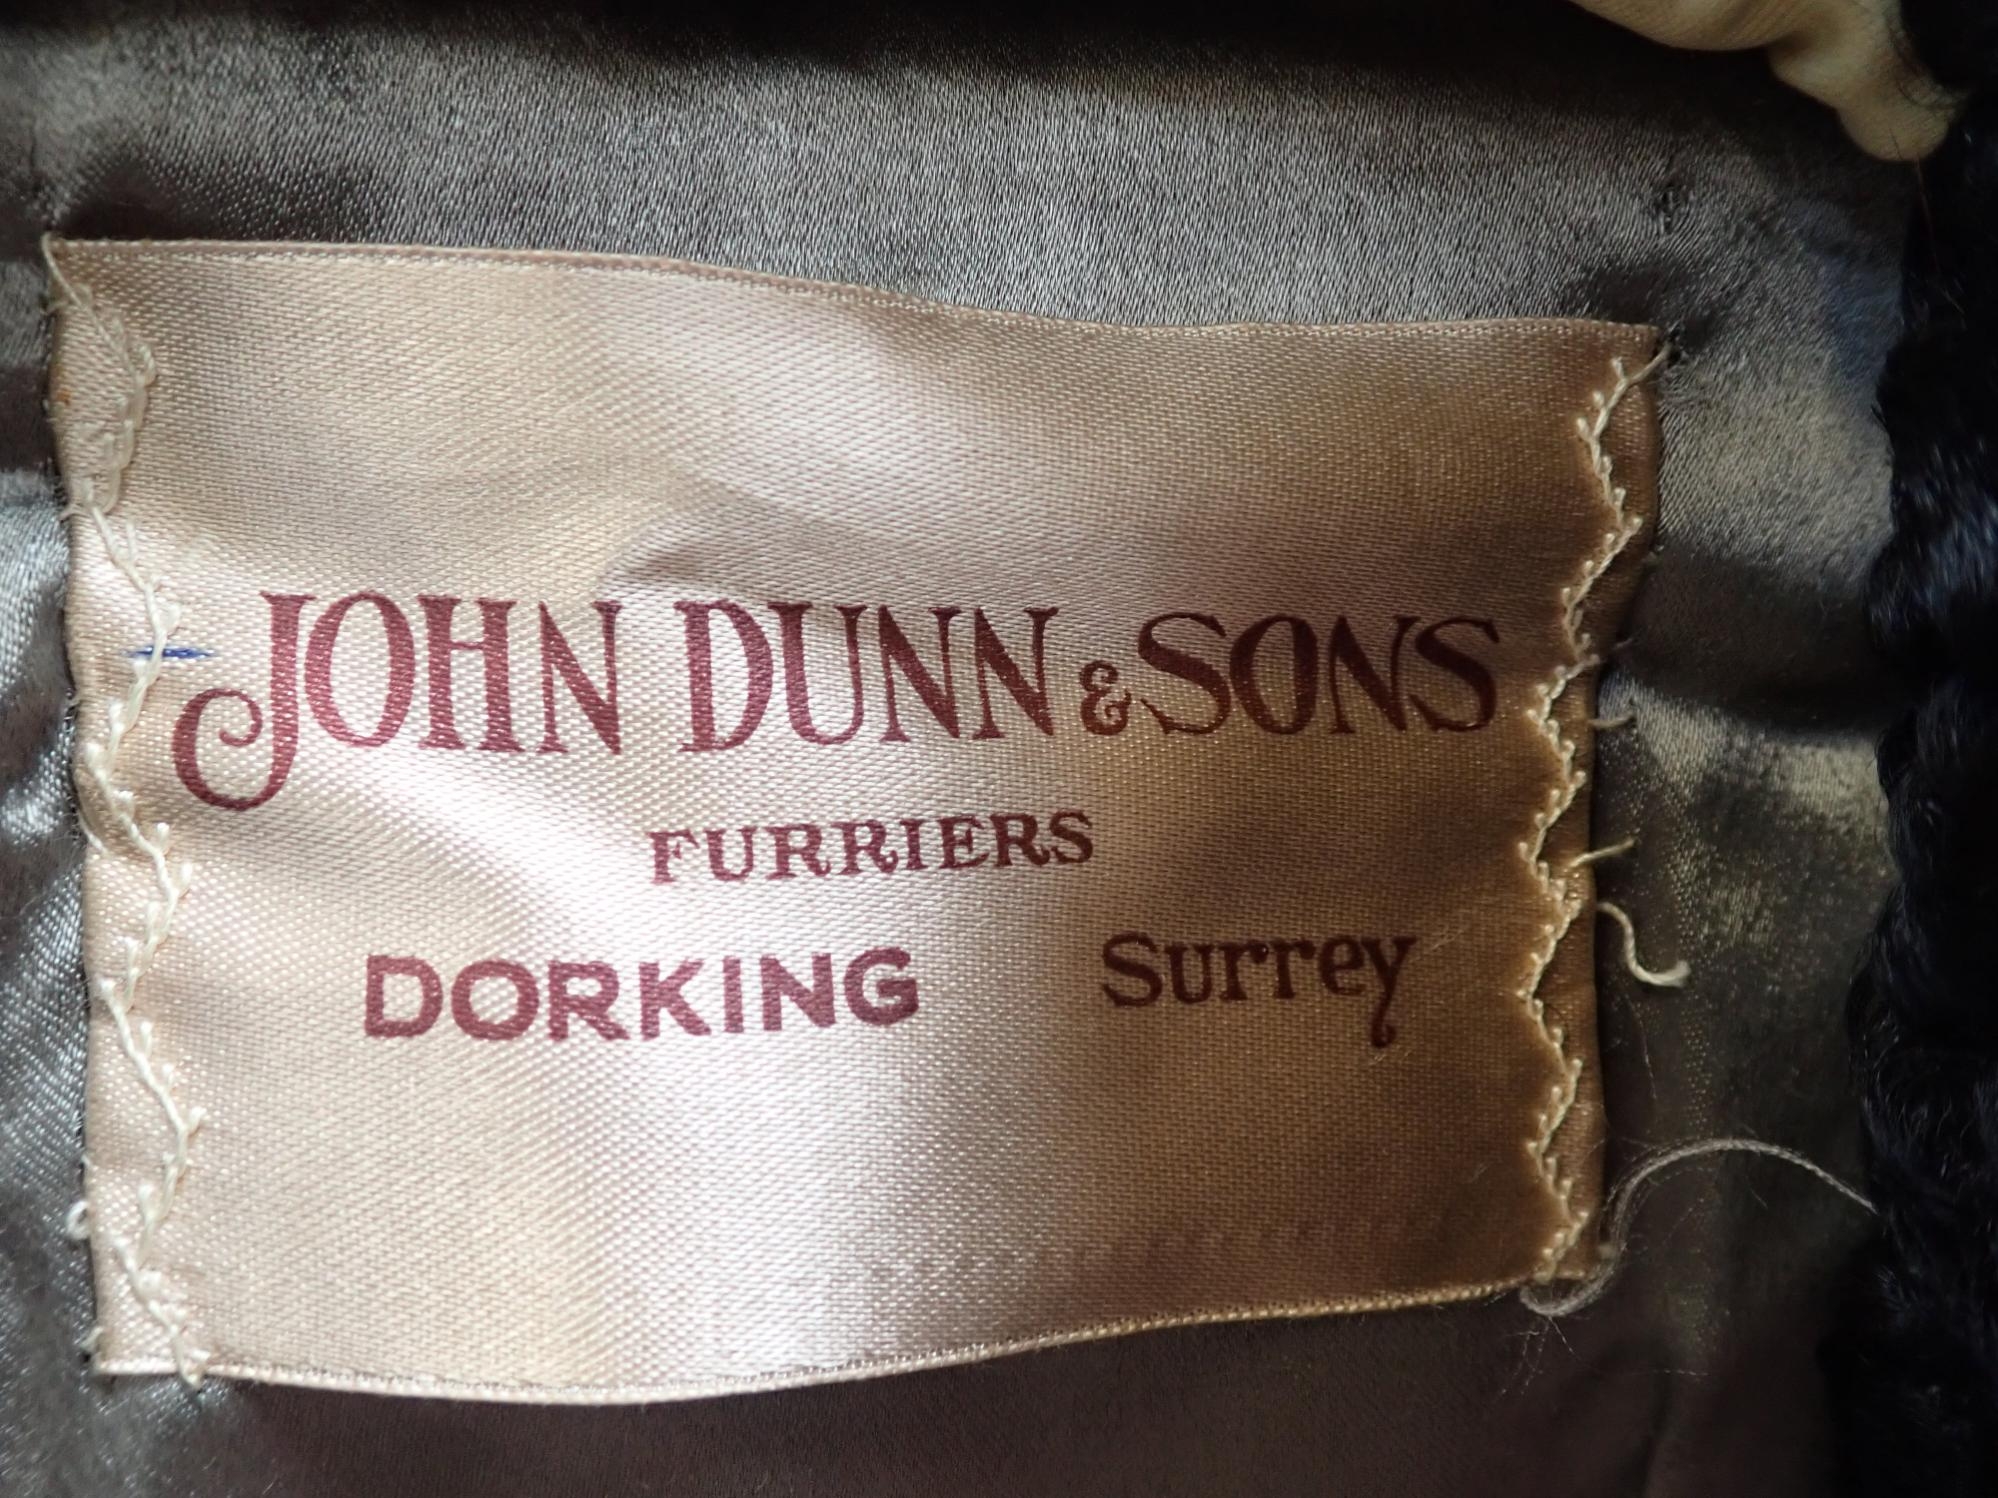 JOHN DUNN & SONS
FURRIERS
DORKING Surrey